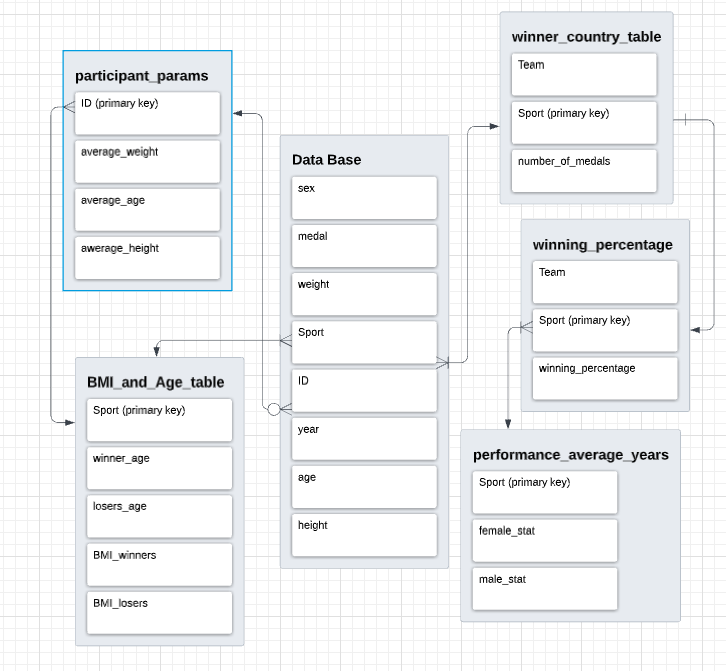 participant_params
ID (primary key)
average_weight
average_age
awerage_height
BMI_and_Age_table
Sport (primary key)
winner_age
losers_age
BMI_winners
BMI_losers
Data Base
sex
medal
weight
Sport
ID
year
age
height
winner_country_table
Team
Sport (primary key)
number_of_medals
winning_percentage
Team
Sport (primary key)
winning_percentage
performance_average_years
Sport (primary key)
female_stat
male_stat